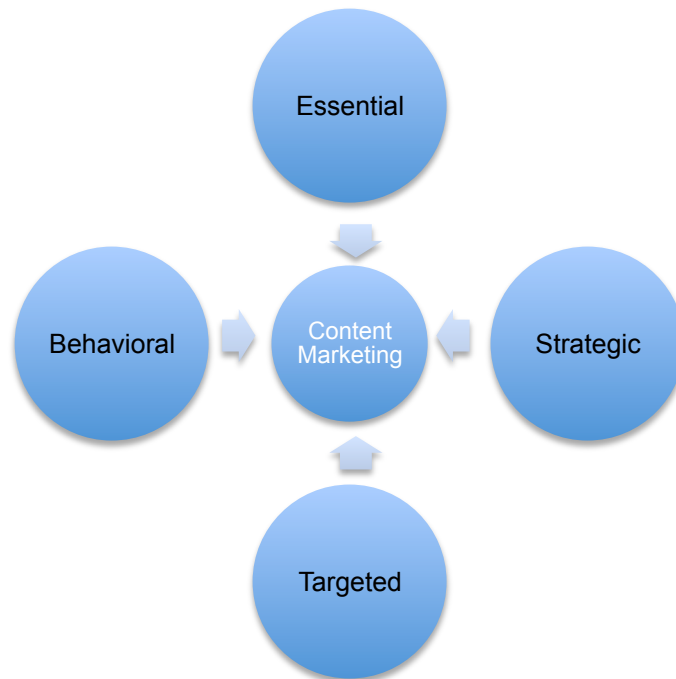 Essential
Behavioral
Content
Marketing
Strategic
Targeted